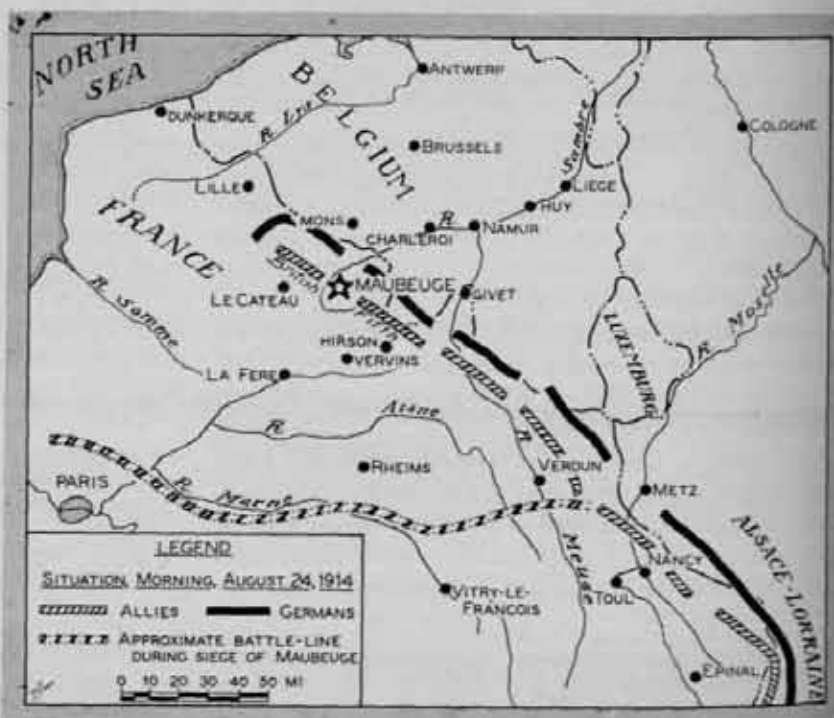 NORTH
SEA
BELGIUM
ANTWERP
DUNKERQUE
R Lys
BRUSSELS
Sambre
COLOGNE
LILLE
LIÈGE
HUY
FRANCE
MONS
CHARLEROI
R
NAMUR
British
MAUBEUGE
GIVET
LE CATEAU
Fifth
R Somme
HIRSON
VERVINS
LA FERE
LUXEMBURG
R Moselle
R Aisne
RHEIMS
R
VERDUN
METZ
PARIS
R Marne
Meuse
NANCY
ALSACE-LORRAINE
TOUL
VITRY-LE-
FRANCOIS
EPINAL
LEGEND
SITUATION, MORNING, AUGUST 24, 1914
ALLIES GERMANS
APPROXIMATE BATTLE-LINE
DURING SIEGE OF MAUBEUGE
0 10 20 30 40 50 MI